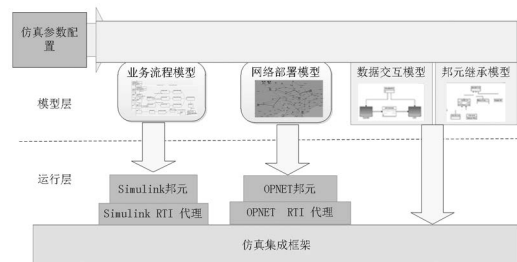 仿真参数配
置
业务流程模型
网络部署模型
数据交互模型
邦元继承模型
模型层
运行层
Simulink邦元
OPNET邦元
Simulink RTI 代理
OPNET RTI 代理
仿真集成框架